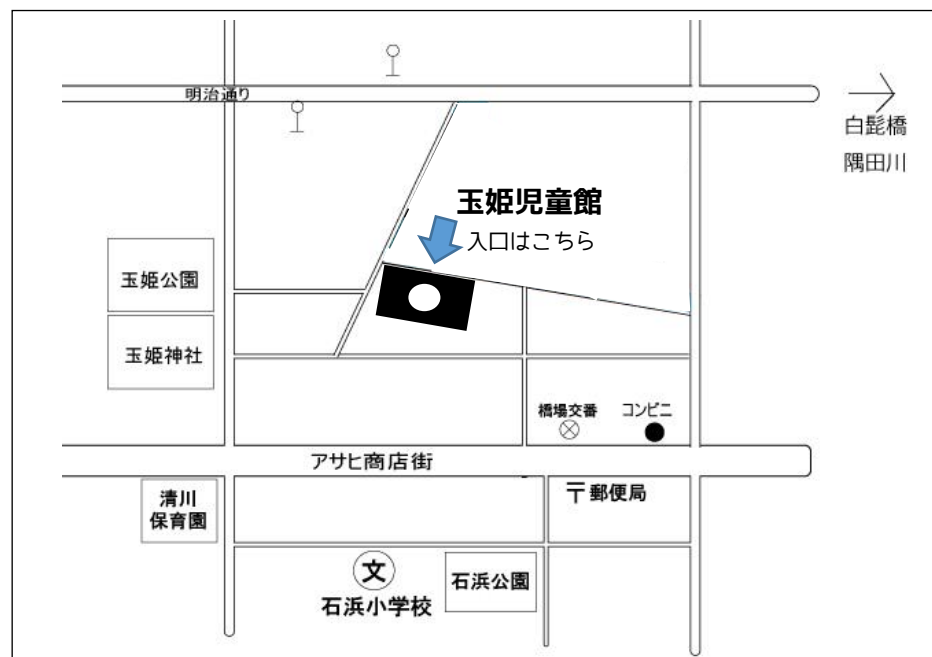 明治通り
白髭橋
隅田川
玉姫児童館
入口はこちら
玉姫公園
玉姫神社
橋場交番
コンビニ
アサヒ商店街
清川
保育園
〒郵便局
文
石浜小学校
石浜公園